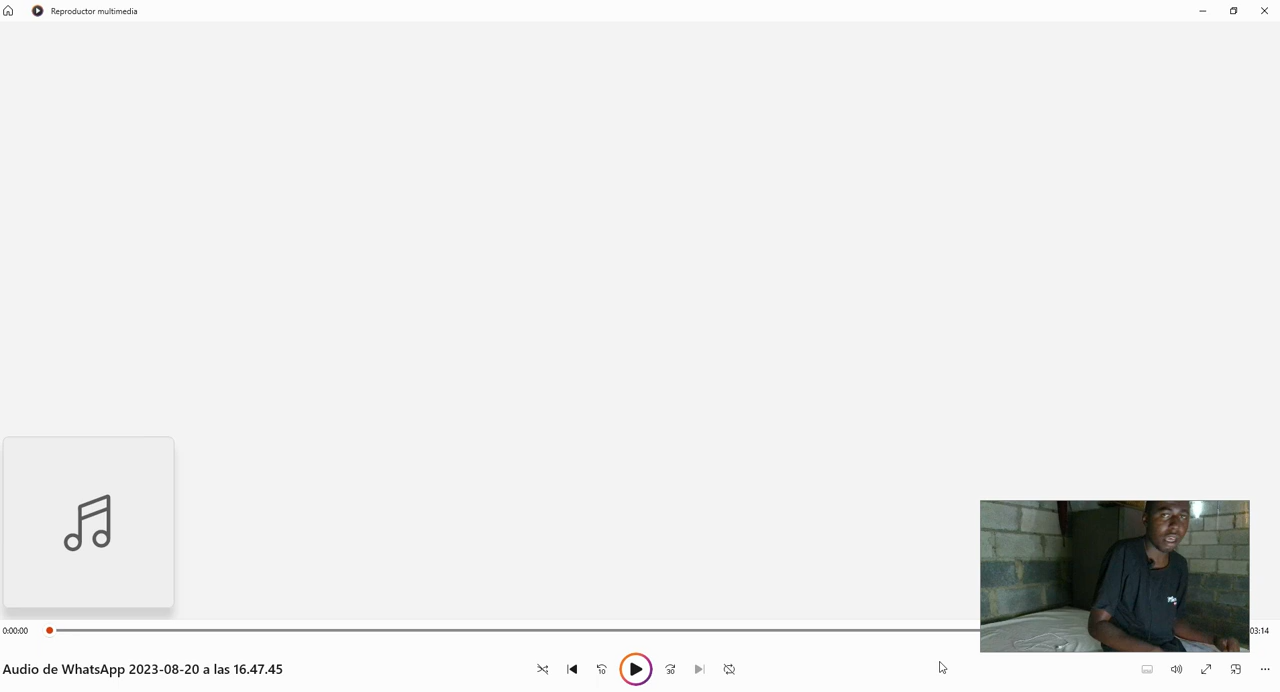 Reproductor multimedia
0:00:00
03:14
Audio de WhatsApp 2023-08-20 a las 16.47.45
10
30